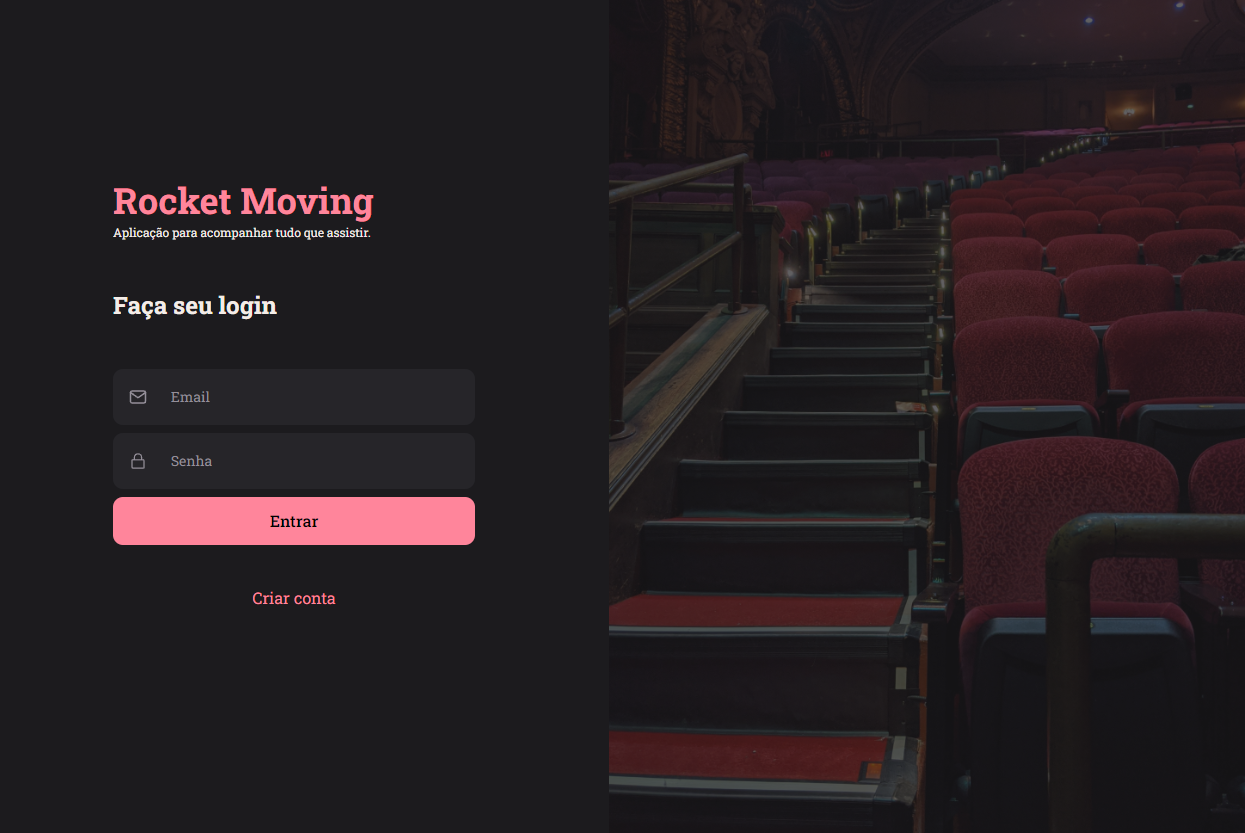 Rocket Moving
Aplicação para acompanhar tudo que assistir.
Faça seu login
Email
Senha
Entrar
Criar conta